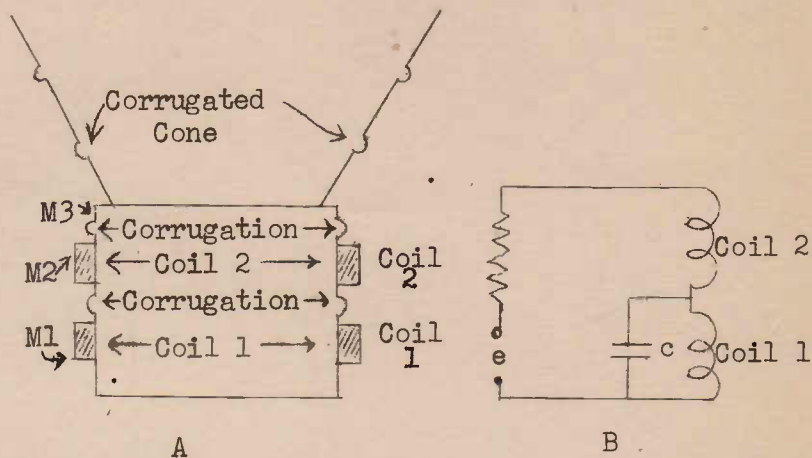 Corrugated
Cone
M3
Corrugation
M2
Coil 2
Coil
2
Corrugation
M1
Coil 1
Coil
1
A
Coil 2
e
c
Coil 1
B